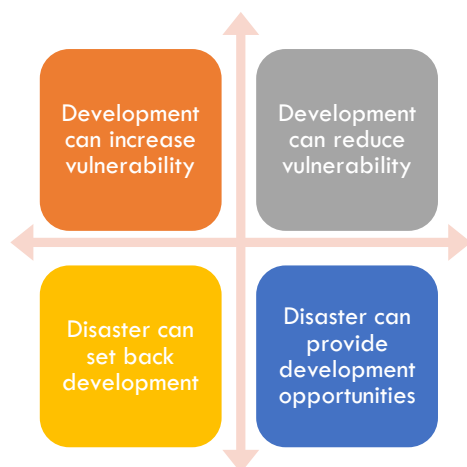 Development
can increase
vulnerability
Development
can reduce
vulnerability
Disaster can
set back
development
Disaster can
provide
development
opportunities